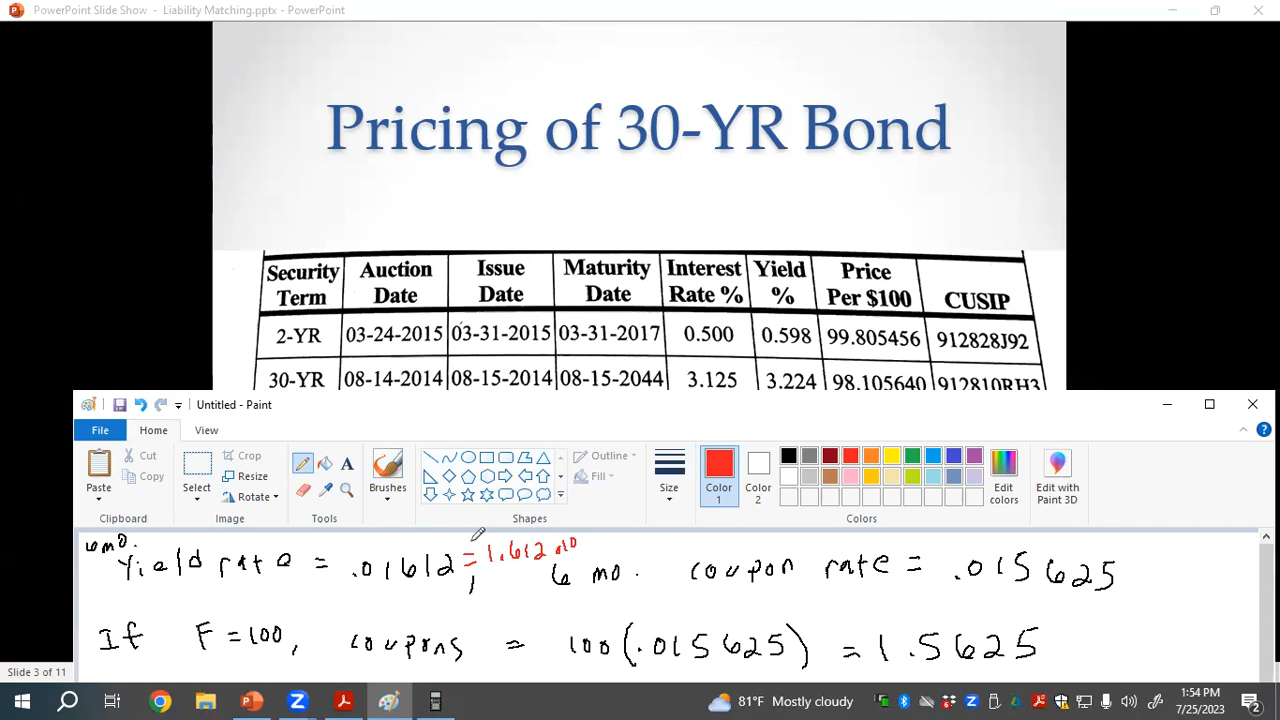 PowerPoint Slide Show - Liability Matching.pptx - PowerPoint
Pricing of 30-YR Bond
Security Term Auction Date Issue Date Maturity Date Interest Rate % Yield % Price Per $100 CUSIP
2-YR 03-24-2015 03-31-2015 03-31-2017 0.500 0.598 99.805456 912828J92
30-YR 08-14-2014 08-15-2014 08-15-2044 3.125 3.224 98.105640 912810RH3
Untitled - Paint
File Home View
Paste Cut Copy Select Crop Resize Rotate A Brushes Outline Fill Size Color 1 Color 2 Edit colors Edit with Paint 3D
Clipboard Image Tools Shapes Colors
6 mo. Yield rate = .01612 = 1.612 %, 6 mo. coupon rate = .015625
If F = 100, coupons = 100(.015625) = 1.5625
Slide 3 of 11
81°F Mostly cloudy 1:54 PM
7/25/2023 2